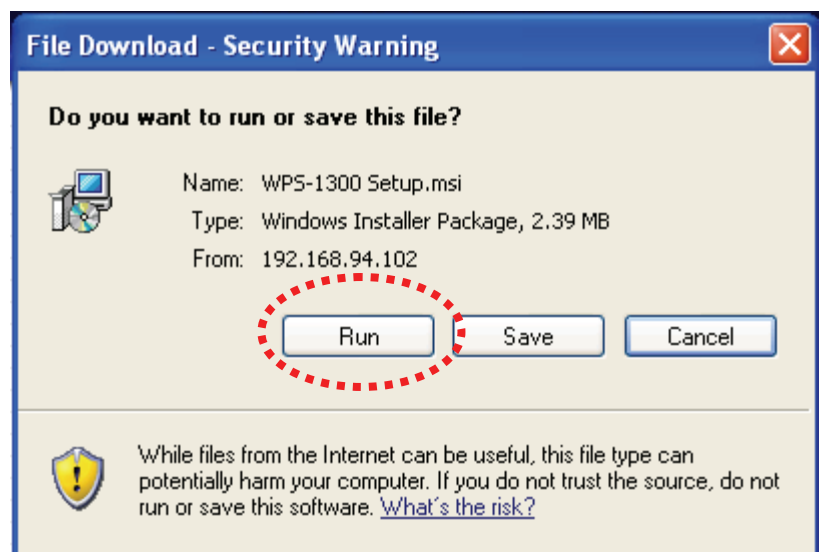 File Download - Security Warning
Do you want to run or save this file?
Name: WPS-1300 Setup.msi
Type: Windows Installer Package, 2.39 MB
From: 192.168.94.102
Run Save Cancel
While files from the Internet can be useful, this file type can
potentially harm your computer. If you do not trust the source, do not
run or save this software. What's the risk?